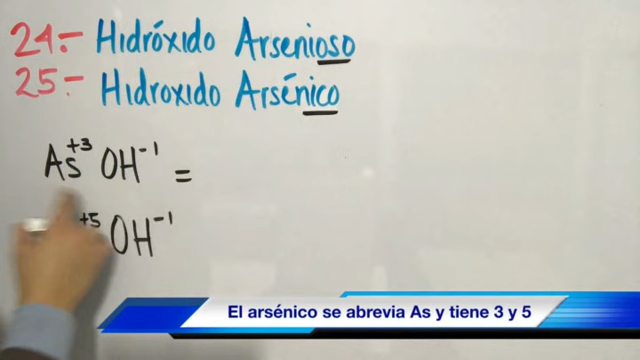 24.- Hidróxido Arsenioso
25.- Hidroxido Arsénico
As⁺³ OH⁻¹ =
⁺⁵ OH⁻¹
El arsénico se abrevia As y tiene 3 y 5